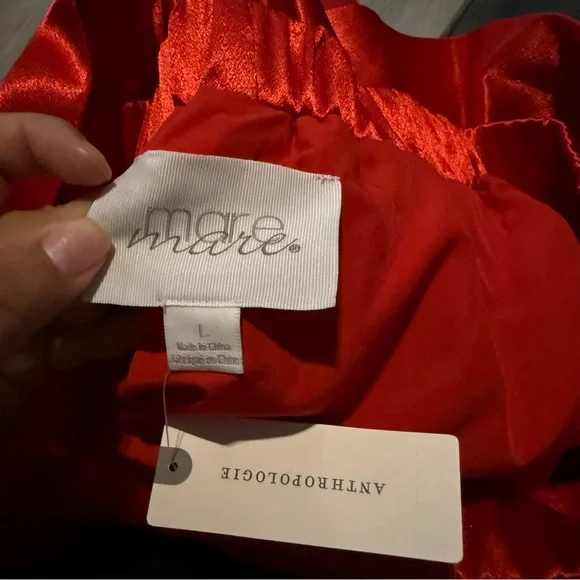 mare
mare®
L
Made in China
Fabriqué en Chine
ANTHROPOLOGIE